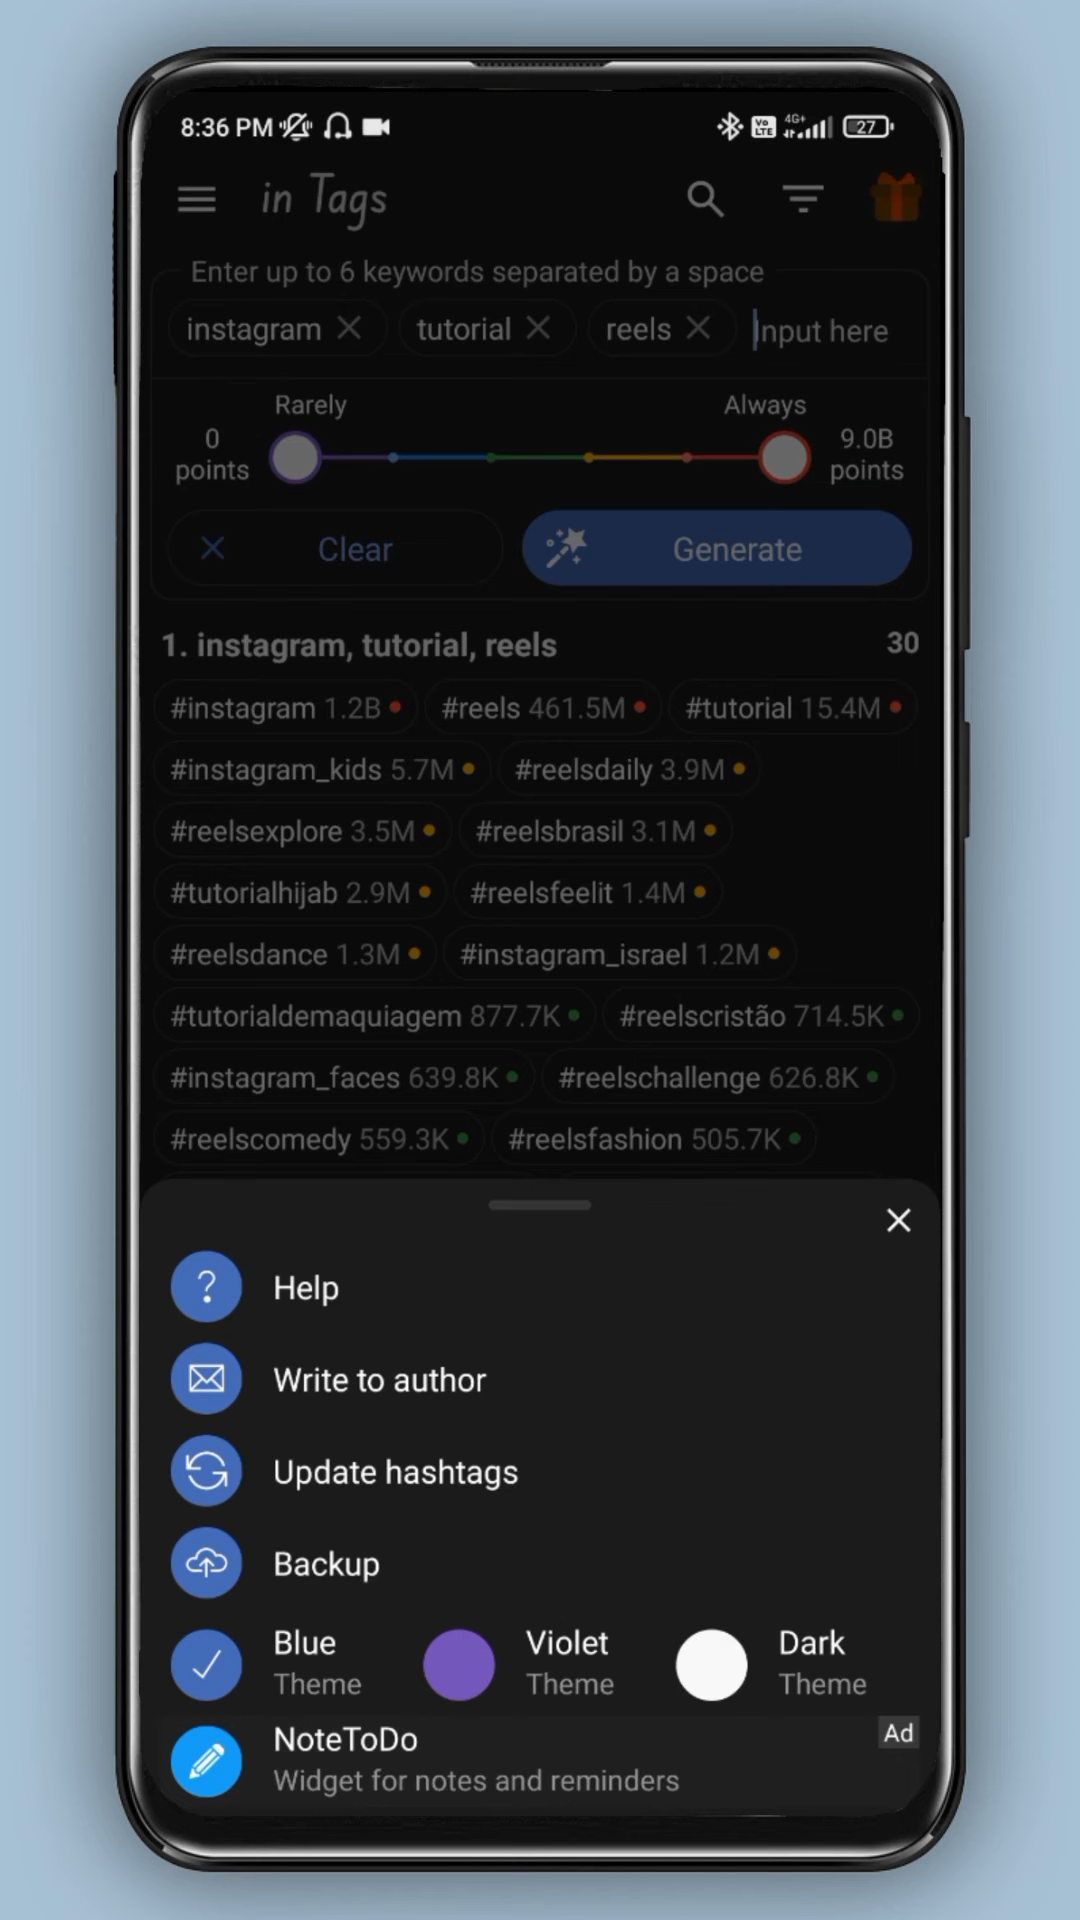 8:36 PM Vo LTE 4G+ 27
in Tags
Enter up to 6 keywords separated by a space
instagram tutorial reels Input here
Rarely Always
0 points 9.0B points
Clear Generate
1. instagram, tutorial, reels 30
#instagram 1.2B #reels 461.5M #tutorial 15.4M
#instagram_kids 5.7M #reelsdaily 3.9M
#reelsexplore 3.5M #reelsbrasil 3.1M
#tutorialhijab 2.9M #reelsfeelit 1.4M
#reelsdance 1.3M #instagram_israel 1.2M
#tutorialdemaquiagem 877.7K #reelscristão 714.5K
#instagram_faces 639.8K #reelschallenge 626.8K
#reelscomedy 559.3K #reelsfashion 505.7K
Help
Write to author
Update hashtags
Backup
Blue Violet Dark
Theme Theme Theme
NoteToDo Ad
Widget for notes and reminders